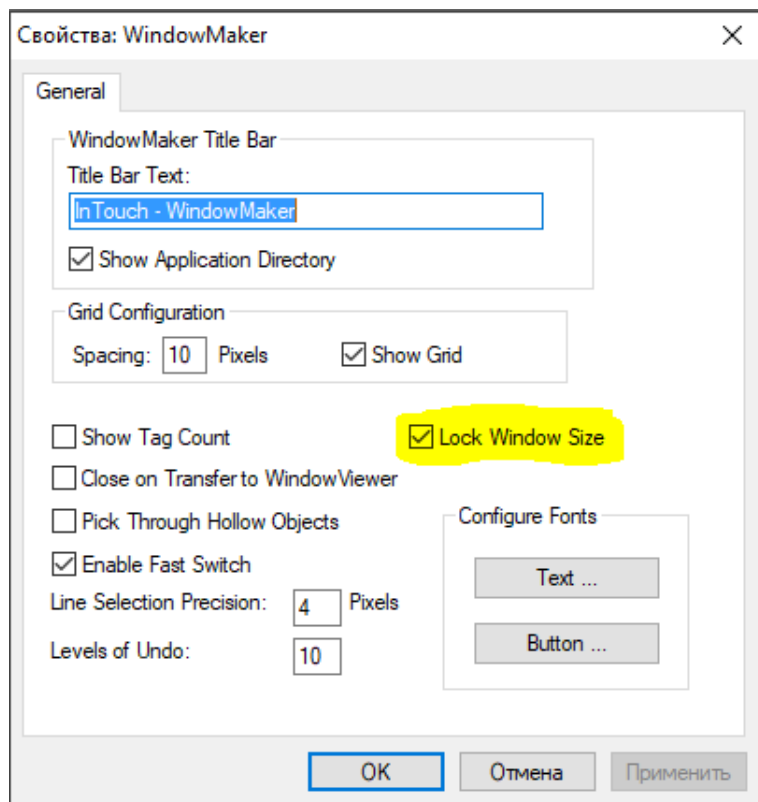 Свойства: WindowMaker
General
WindowMaker Title Bar
Title Bar Text:
InTouch - WindowMaker
Show Application Directory
Grid Configuration
Spacing: 10 Pixels Show Grid
Show Tag Count Lock Window Size
Close on Transfer to WindowViewer
Pick Through Hollow Objects
Configure Fonts
Enable Fast Switch
Text ...
Line Selection Precision: 4 Pixels
Button ...
Levels of Undo: 10
OK Отмена Применить